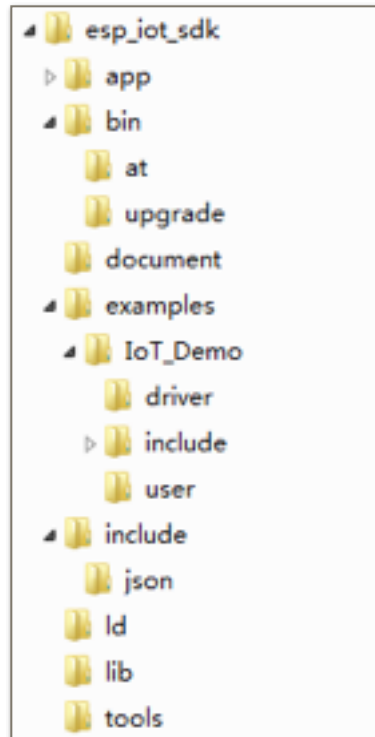 esp_iot_sdk
app
bin
at
upgrade
document
examples
IoT_Demo
driver
include
user
include
json
ld
lib
tools